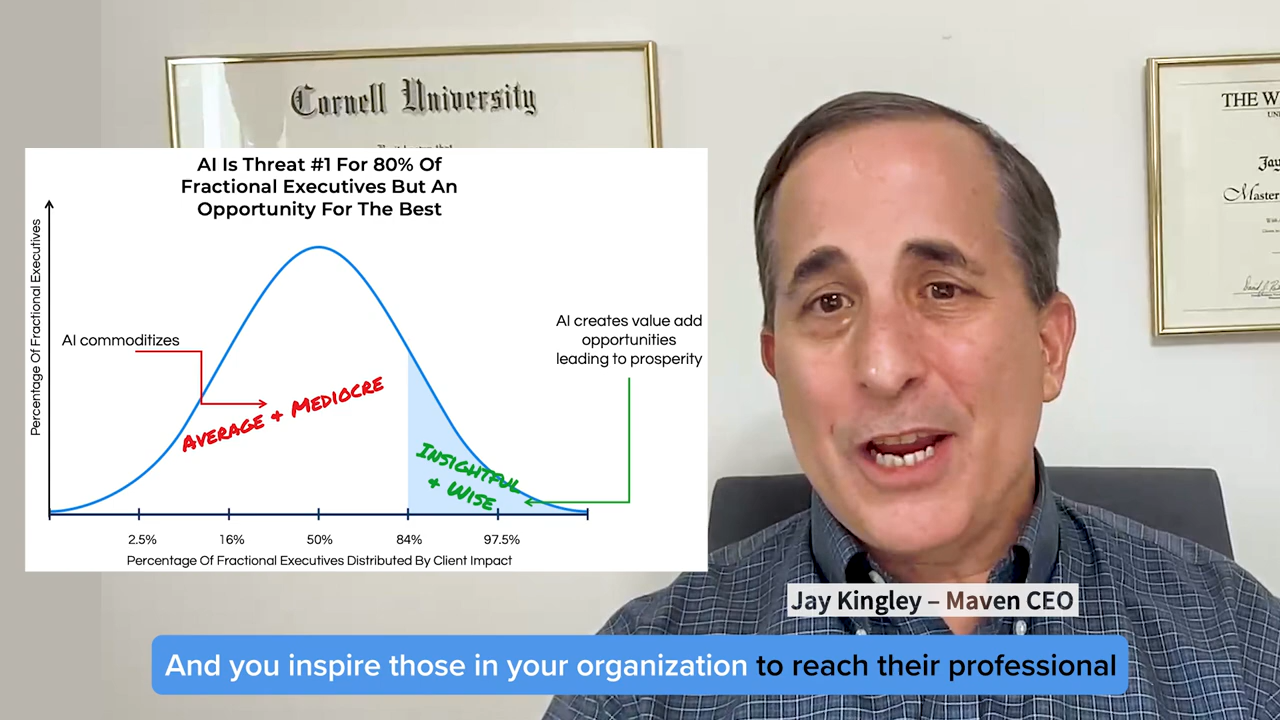 Cornell University
THE W
Jay
Master
AI Is Threat #1 For 80% Of
Fractional Executives But An
Opportunity For The Best
Percentage Of Fractional Executives
AI commoditizes
AI creates value add
opportunities
leading to prosperity
AVERAGE & MEDIOCRE
INSIGHTFUL
& WISE
2.5% 16% 50% 84% 97.5%
Percentage Of Fractional Executives Distributed By Client Impact
Jay Kingley – Maven CEO
And you inspire those in your organization to reach their professional